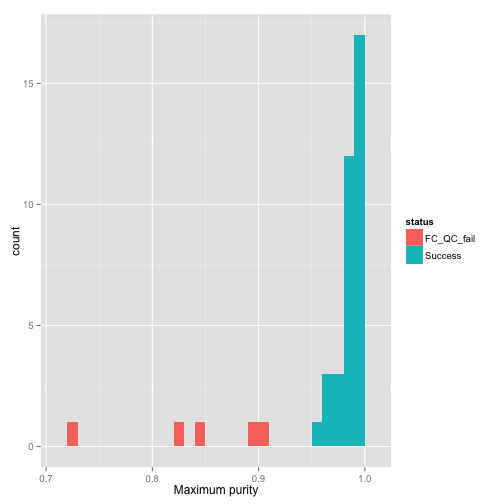 15
10
5
0
count
0.7 0.8 0.9 1.0
Maximum purity
status
FC_QC_fail
Success